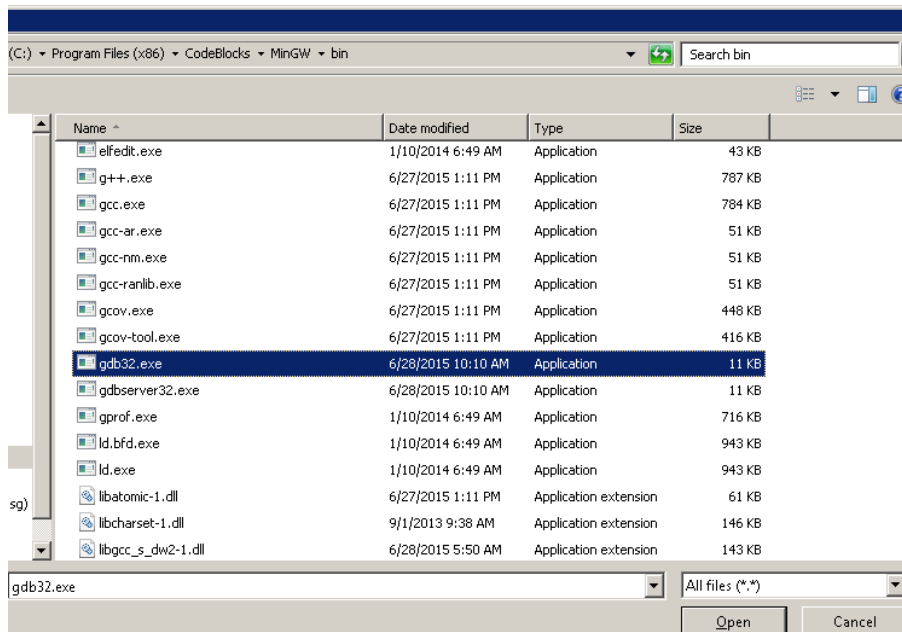 (C:) Program Files (x86) CodeBlocks MinGW bin Search bin
Name Date modified Type Size
elfedit.exe 1/10/2014 6:49 AM Application 43 KB
g++.exe 6/27/2015 1:11 PM Application 787 KB
gcc.exe 6/27/2015 1:11 PM Application 784 KB
gcc-ar.exe 6/27/2015 1:11 PM Application 51 KB
gcc-nm.exe 6/27/2015 1:11 PM Application 51 KB
gcc-ranlib.exe 6/27/2015 1:11 PM Application 51 KB
gcov.exe 6/27/2015 1:11 PM Application 448 KB
gcov-tool.exe 6/27/2015 1:11 PM Application 416 KB
gdb32.exe 6/28/2015 10:10 AM Application 11 KB
gdbserver32.exe 6/28/2015 10:10 AM Application 11 KB
gprof.exe 1/10/2014 6:49 AM Application 716 KB
ld.bfd.exe 1/10/2014 6:49 AM Application 943 KB
ld.exe 1/10/2014 6:49 AM Application 943 KB
sg) libatomic-1.dll 6/27/2015 1:11 PM Application extension 61 KB
libcharset-1.dll 9/1/2013 9:38 AM Application extension 146 KB
libgcc_s_dw2-1.dll 6/28/2015 5:50 AM Application extension 143 KB
gdb32.exe All files (*.*)
Open Cancel